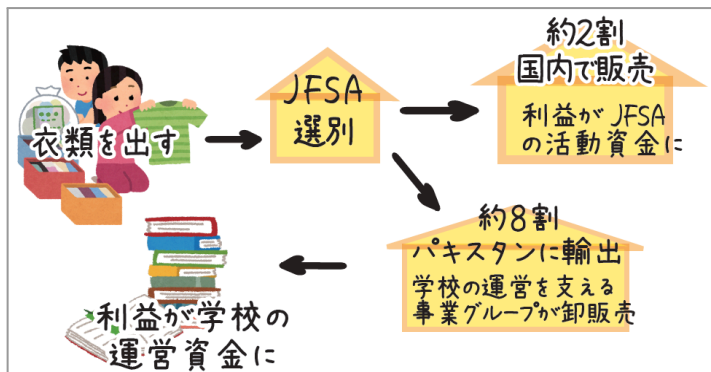 衣類を出す
JFSA
選別
約2割
国内で販売
利益がJFSA
の活動資金に
約8割
パキスタンに輸出
学校の運営を支える
事業グループが卸販売
利益が学校の
運営資金に